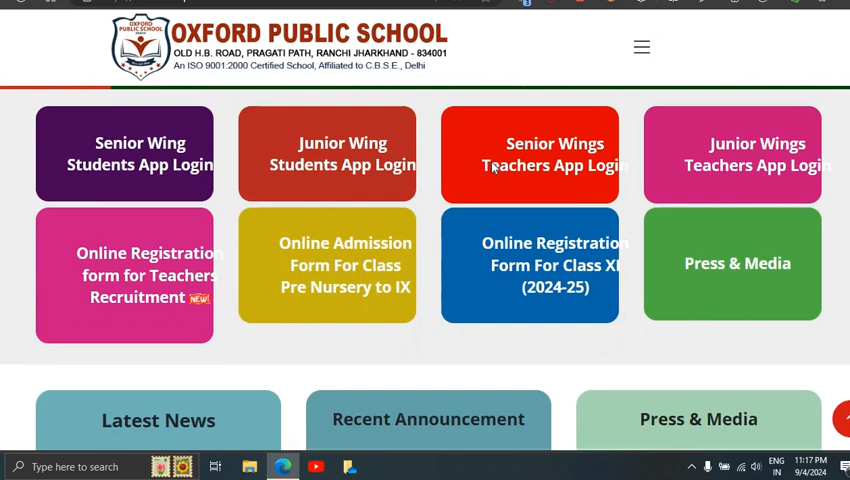 OXFORD PUBLIC SCHOOL
OLD H.B. ROAD, PRAGATI PATH, RANCHI JHARKHAND - 834001
An ISO 9001:2000 Certified School, Affiliated to C.B.S.E., Delhi
OXFORD
PUBLIC SCHOOL
Senior Wing
Students App Login
Junior Wing
Students App Login
Senior Wings
Teachers App Login
Junior Wings
Teachers App Login
Online Registration
form for Teachers
Recruitment NEW!
Online Admission
Form For Class
Pre Nursery to IX
Online Registration
Form For Class XI
(2024-25)
Press & Media
Latest News
Recent Announcement
Press & Media
Type here to search
ENG
IN
11:17 PM
9/4/2024